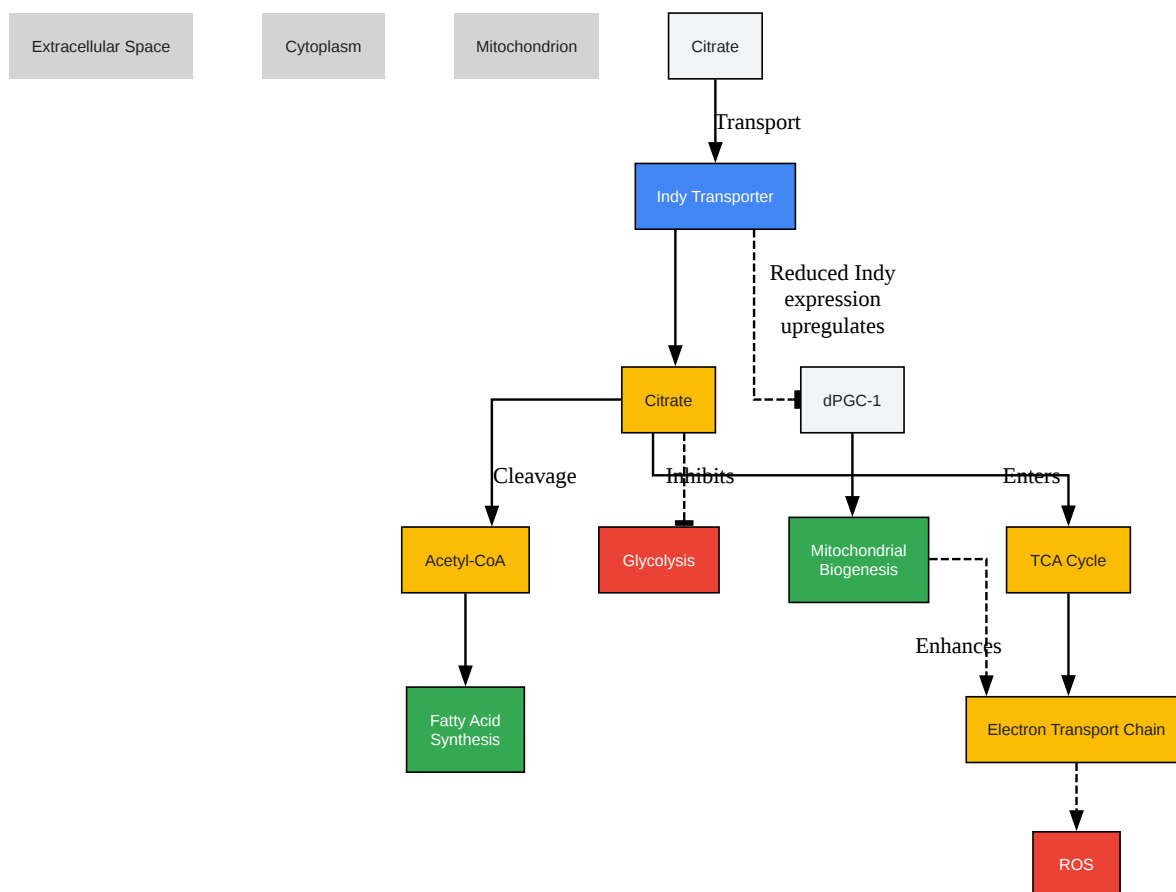 Extracellular Space
Cytoplasm
Mitochondrion
Citrate
Transport
Indy Transporter
Reduced Indy
expression
upregulates
Citrate
dPGC-1
Cleavage
Inhibits
Enters
Acetyl-CoA
Glycolysis
Mitochondrial
Biogenesis
TCA Cycle
Enhances
Fatty Acid
Synthesis
Electron Transport Chain
ROS